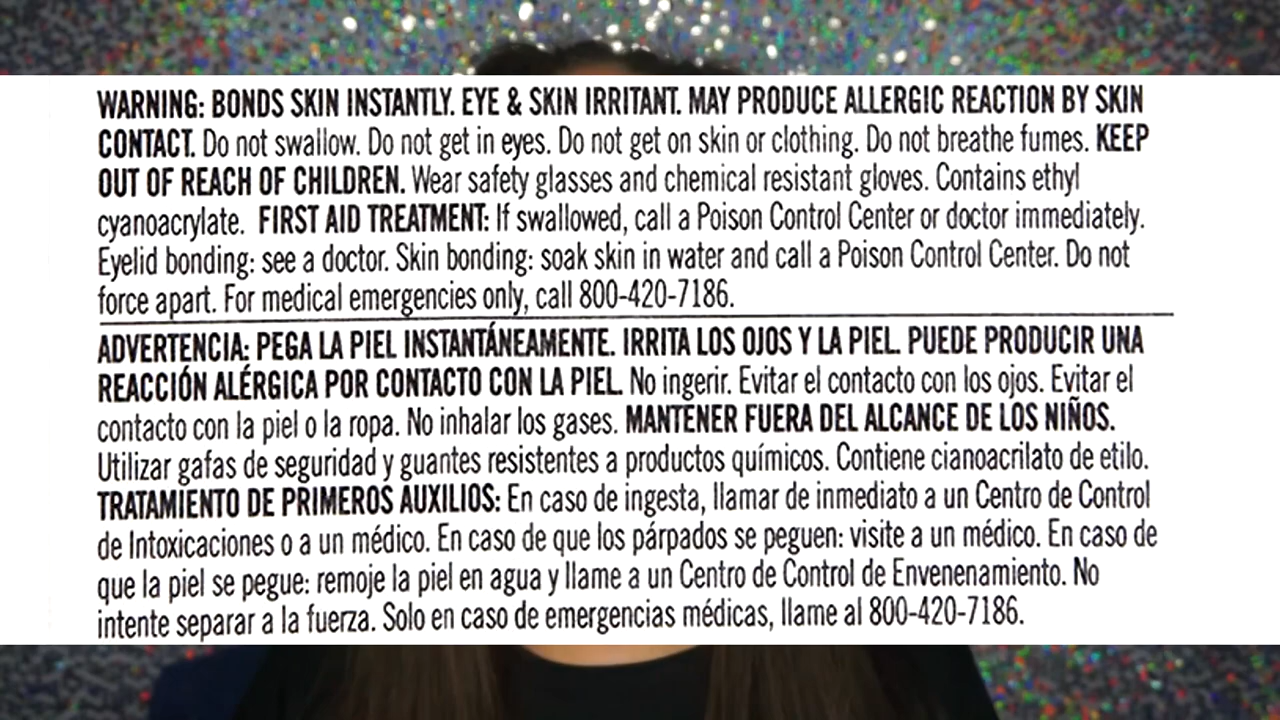 WARNING: BONDS SKIN INSTANTLY. EYE & SKIN IRRITANT. MAY PRODUCE ALLERGIC REACTION BY SKIN
CONTACT. Do not swallow. Do not get in eyes. Do not get on skin or clothing. Do not breathe fumes. KEEP
OUT OF REACH OF CHILDREN. Wear safety glasses and chemical resistant gloves. Contains ethyl
cyanoacrylate. FIRST AID TREATMENT: If swallowed, call a Poison Control Center or doctor immediately.
Eyelid bonding: see a doctor. Skin bonding: soak skin in water and call a Poison Control Center. Do not
force apart. For medical emergencies only, call 800-420-7186.
ADVERTENCIA: PEGA LA PIEL INSTANTÁNEAMENTE. IRRITA LOS OJOS Y LA PIEL. PUEDE PRODUCIR UNA
REACCIÓN ALÉRGICA POR CONTACTO CON LA PIEL. No ingerir. Evitar el contacto con los ojos. Evitar el
contacto con la piel o la ropa. No inhalar los gases. MANTENER FUERA DEL ALCANCE DE LOS NIÑOS.
Utilizar gafas de seguridad y guantes resistentes a productos químicos. Contiene cianoacrilato de etilo.
TRATAMIENTO DE PRIMEROS AUXILIOS: En caso de ingesta, llamar de inmediato a un Centro de Control
de Intoxicaciones o a un médico. En caso de que los párpados se peguen: visite a un médico. En caso de
que la piel se pegue: remoje la piel en agua y llame a un Centro de Control de Envenenamiento. No
intente separar a la fuerza. Solo en caso de emergencias médicas, llame al 800-420-7186.